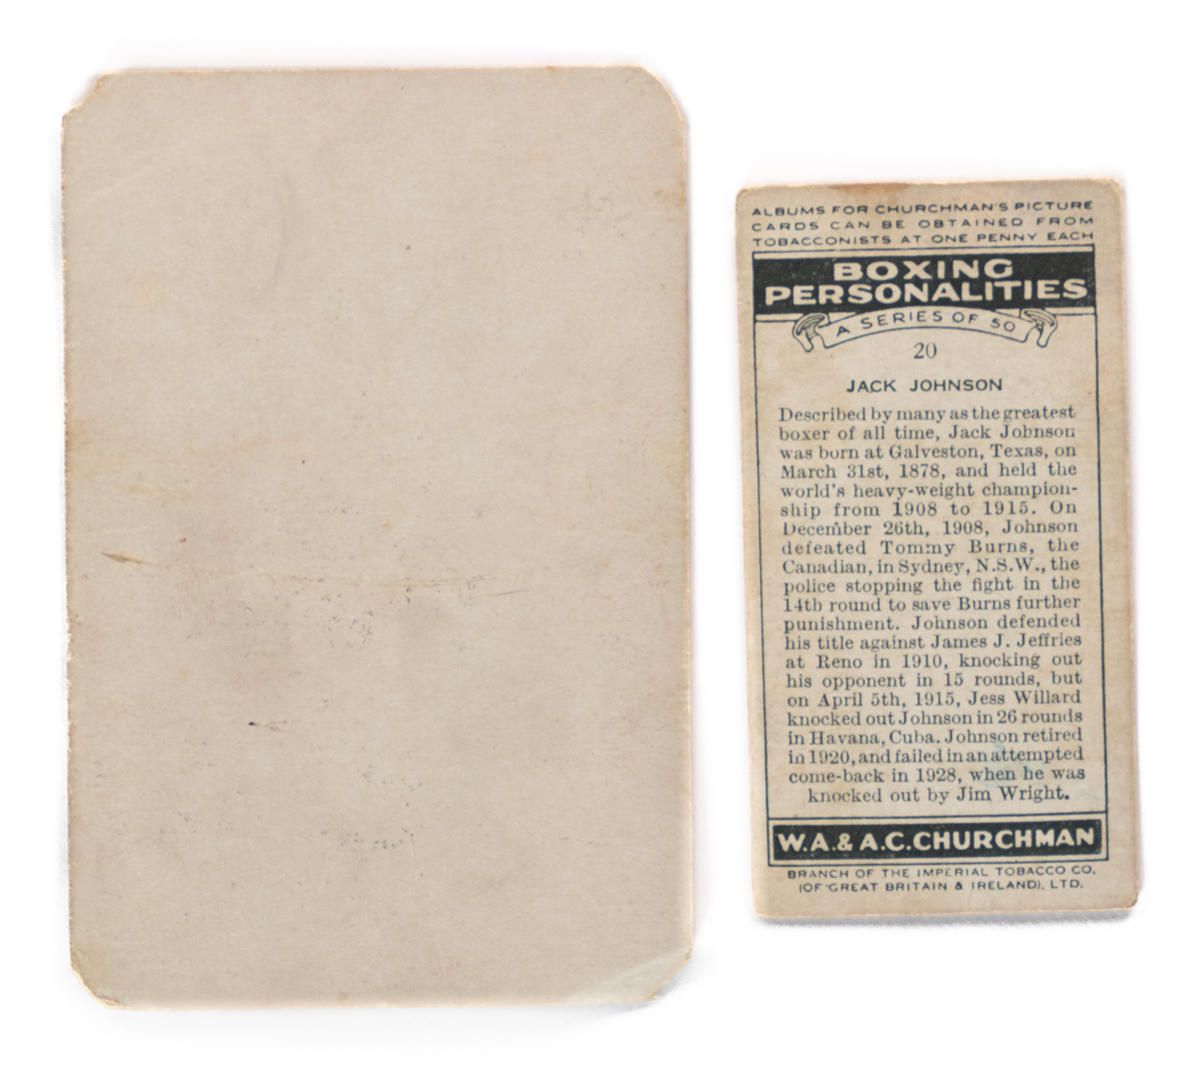 ALBUMS FOR CHURCHMAN'S PICTURE
CARDS CAN BE OBTAINED FROM
TOBACCONISTS AT ONE PENNY EACH
BOXING
PERSONALITIES
A SERIES OF 50
20
JACK JOHNSON
Described by many as the greatest
boxer of all time, Jack Johnson
was born at Galveston, Texas, on
March 31st, 1878, and held the
world's heavy-weight champion-
ship from 1908 to 1915. On
December 26th, 1908, Johnson
defeated Tommy Burns, the
Canadian, in Sydney, N.S.W., the
police stopping the fight in the
14th round to save Burns further
punishment. Johnson defended
his title against James J. Jeffries
at Reno in 1910, knocking out
his opponent in 15 rounds, but
on April 5th, 1915, Jess Willard
knocked out Johnson in 26 rounds
in Havana, Cuba. Johnson retired
in 1920, and failed in an attempted
come-back in 1928, when he was
knocked out by Jim Wright.
W.A. & A.C. CHURCHMAN
BRANCH OF THE IMPERIAL TOBACCO CO.
(OF GREAT BRITAIN & IRELAND), LTD.